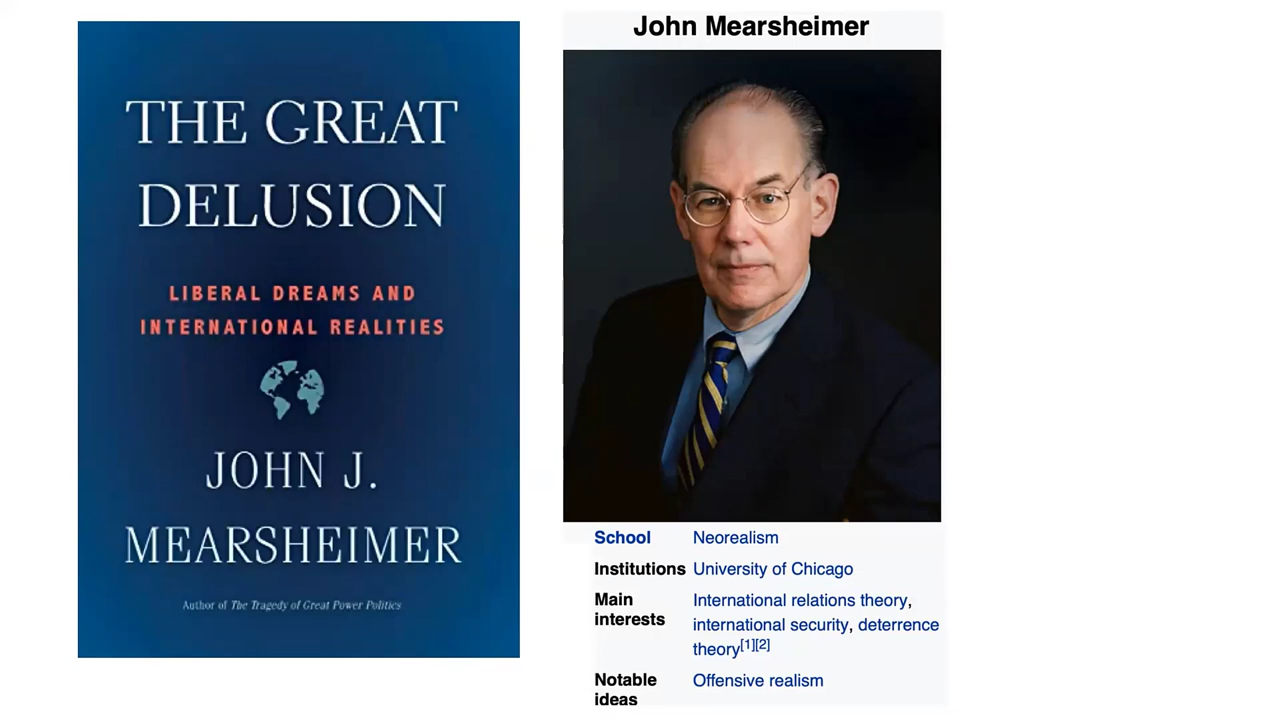 THE GREAT
DELUSION
LIBERAL DREAMS AND
INTERNATIONAL REALITIES
JOHN J.
MEARSHEIMER
Author of The Tragedy of Great Power Politics
John Mearsheimer
School Neorealism
Institutions University of Chicago
Main interests International relations theory,
international security, deterrence
theory[1][2]
Notable ideas Offensive realism